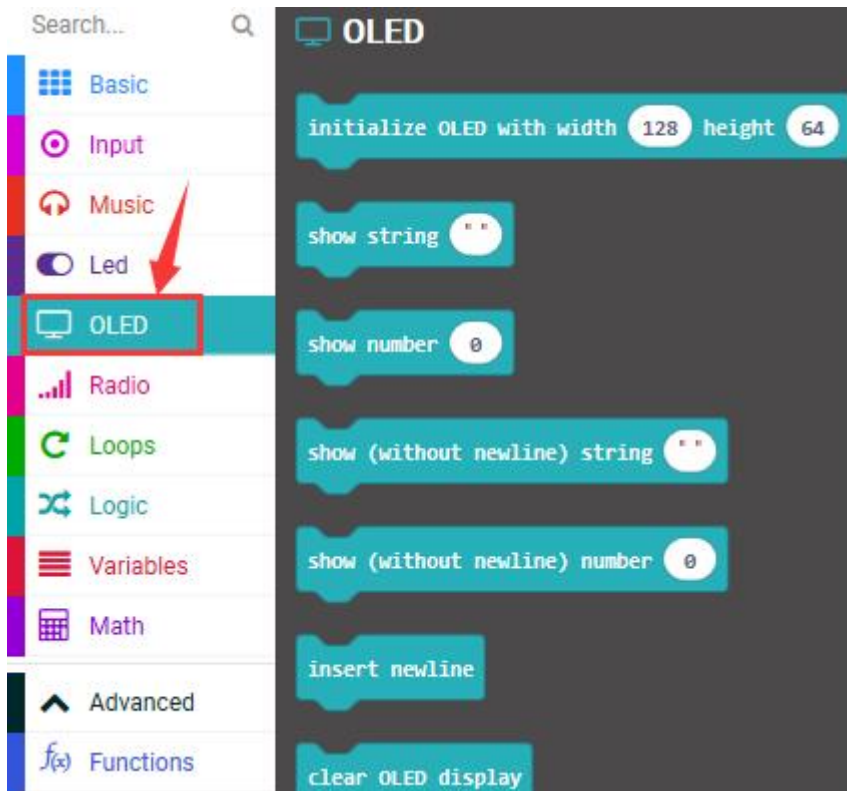 Search...
Basic
Input
Music
Led
OLED
Radio
Loops
Logic
Variables
Math
Advanced
f(x) Functions
OLED
initialize OLED with width 128 height 64
show string " "
show number 0
show (without newline) string " "
show (without newline) number 0
insert newline
clear OLED display